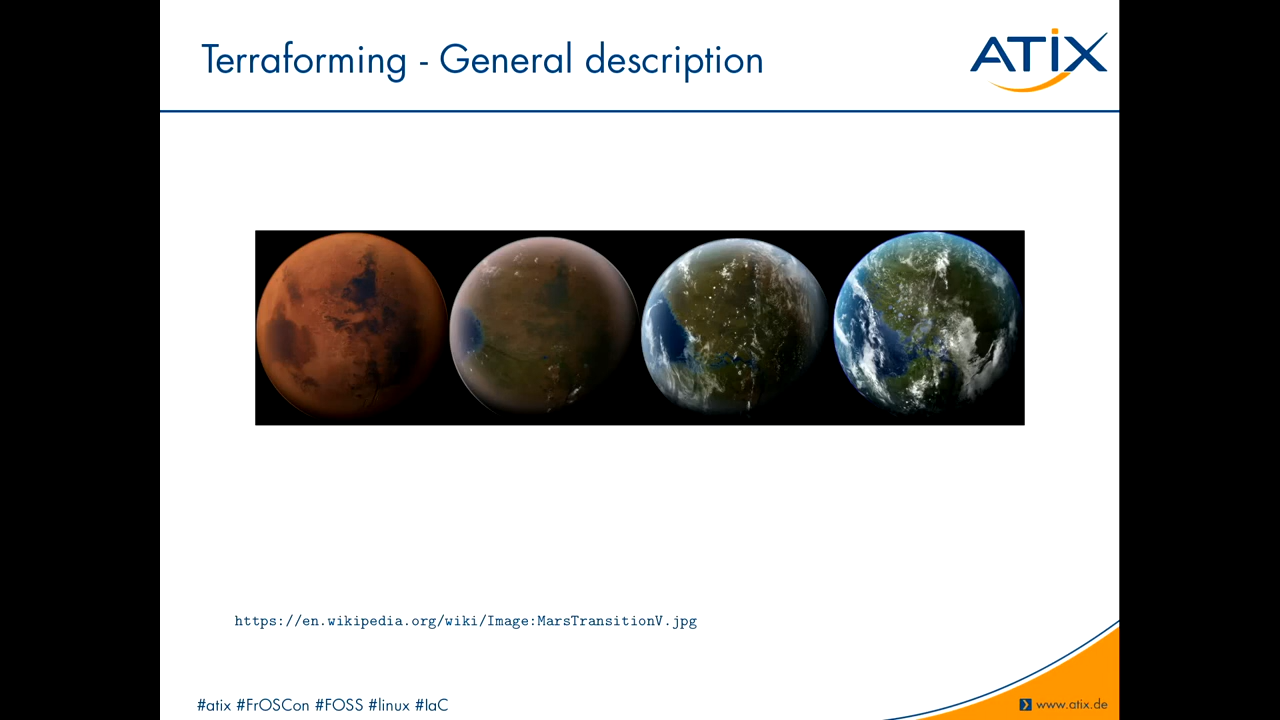 Terraforming - General description
ATIX
https://en.wikipedia.org/wiki/Image:MarsTransitionV.jpg
#atix #FrOSCon #FOSS #linux #IaC
www.atix.de